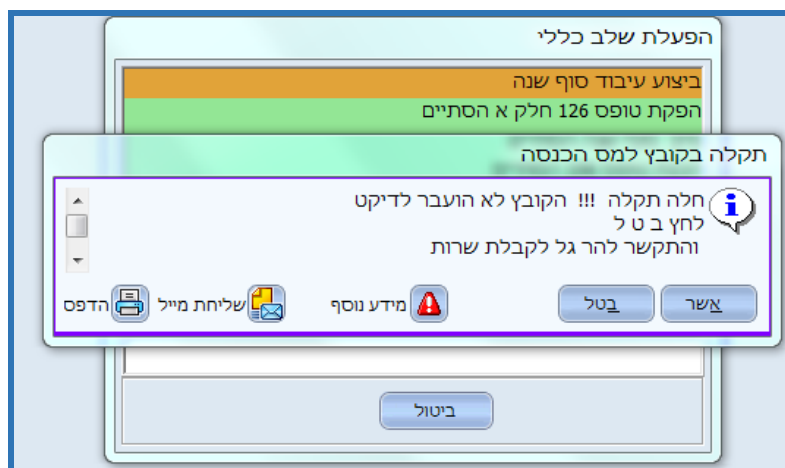 הפעלת שלב כללי
ביצוע עיבוד סוף שנה
הפקת טופס 126 חלק א הסתיים
תקלה בקובץ למס הכנסה
חלה תקלה !!! הקובץ לא הועבר לדיקט
לחץ ב ט ל
והתקשר להר גל לקבלת שרות
אשר
בטל
מידע נוסף
שליחת מייל
הדפס
ביטול